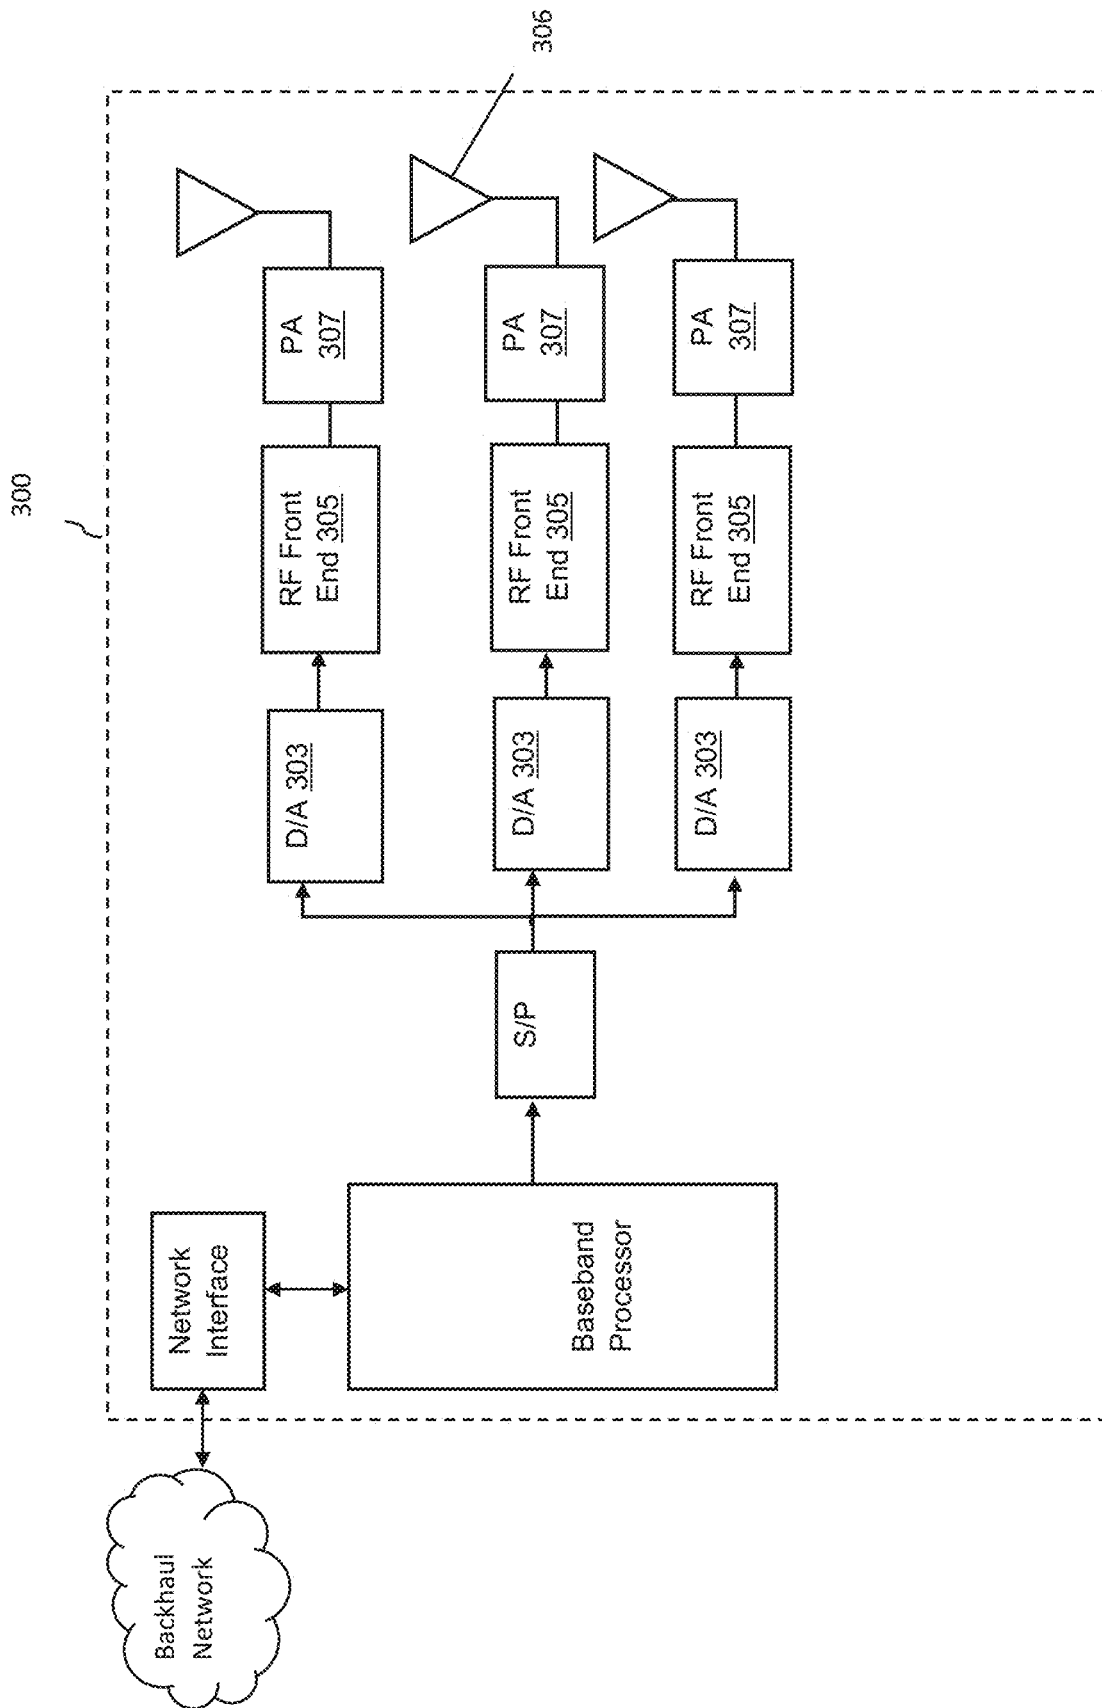 300
306
Backhaul
Network
Network
Interface
Baseband
Processor
S/P
D/A 303
RF Front
End 305
PA
307
D/A 303
RF Front
End 305
PA
307
D/A 303
RF Front
End 305
PA
307